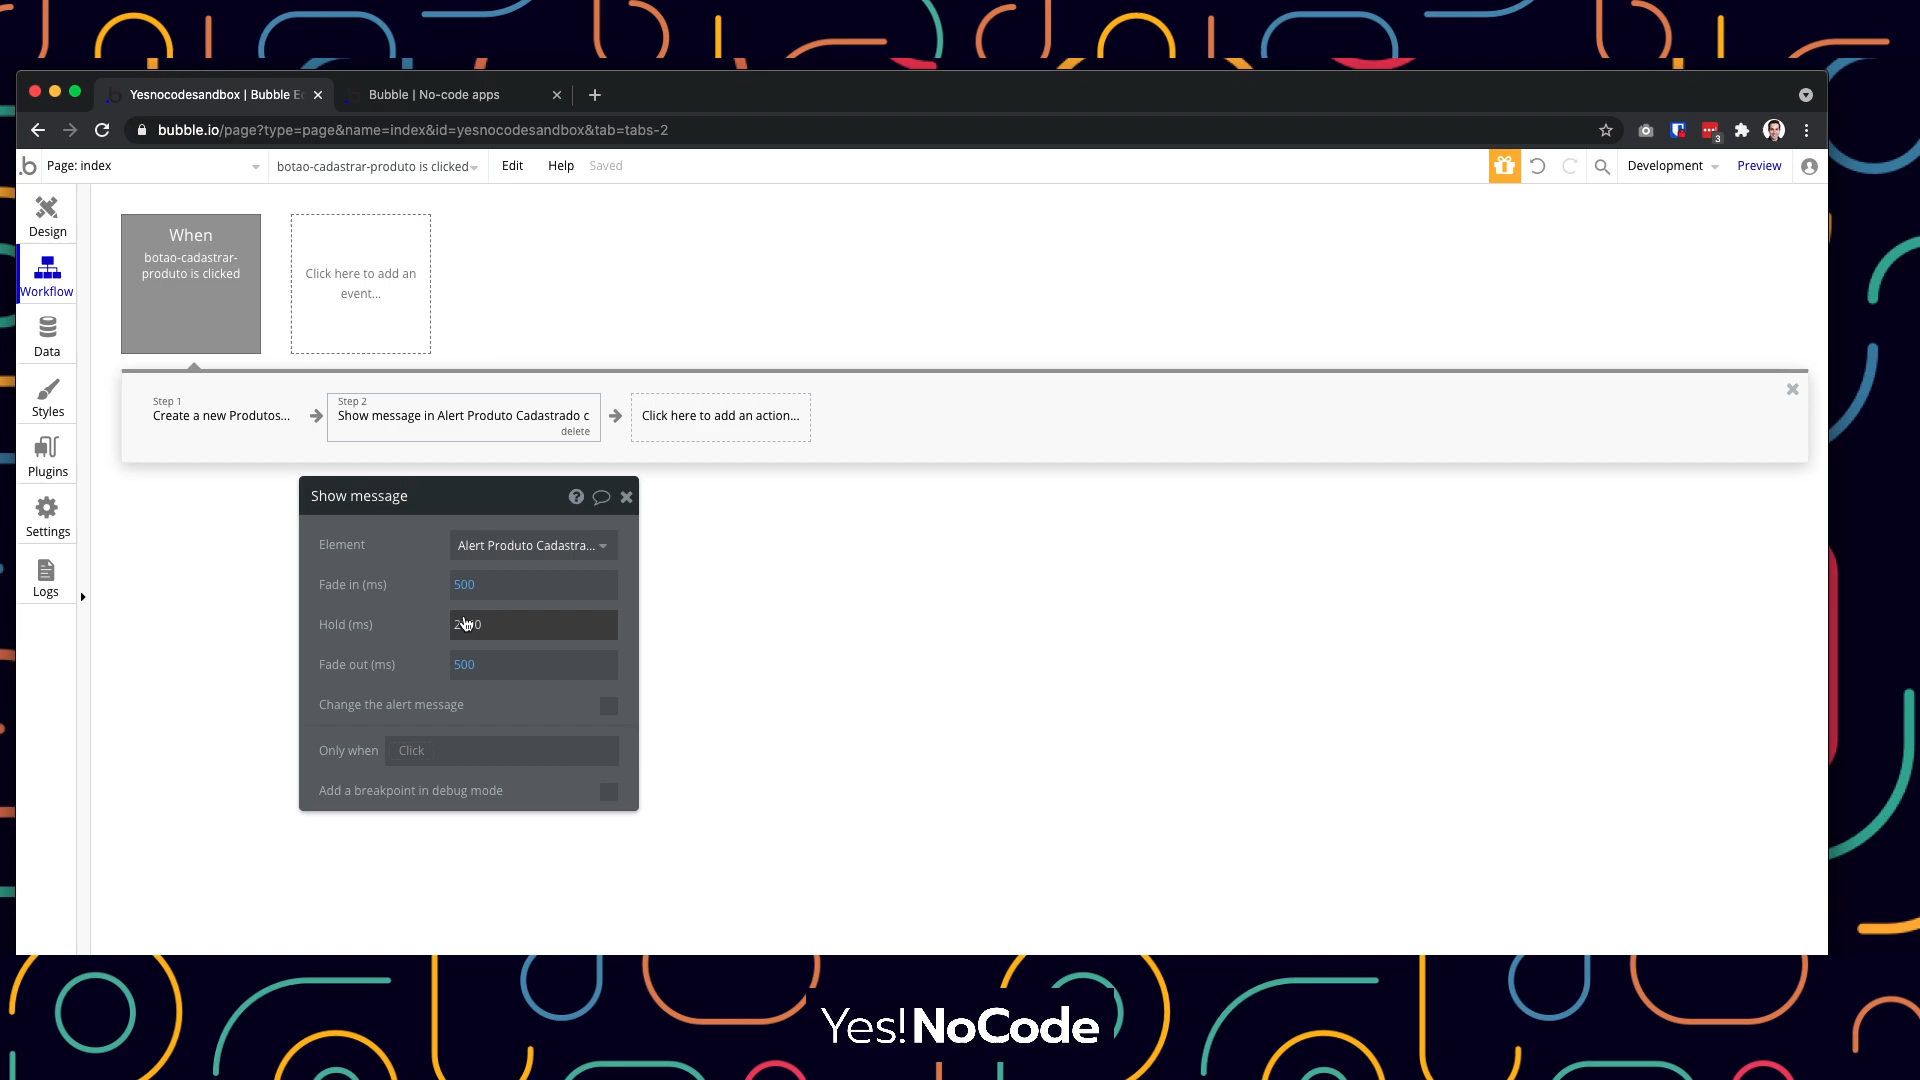 Yesnocodesandbox | Bubble E
Bubble | No-code apps
bubble.io/page?type=page&name=index&id=yesnocodesandbox&tab=tabs-2
3
Page: index
botao-cadastrar-produto is clicked
Edit
Help
Saved
Development
Preview
Design
Workflow
Data
Styles
Plugins
Settings
Logs
When
botao-cadastrar-
produto is clicked
Click here to add an
event...
Step 1
Create a new Produtos...
Step 2
Show message in Alert Produto Cadastrado c
delete
Click here to add an action...
Show message
Element
Alert Produto Cadastra...
Fade in (ms)
500
Hold (ms)
Fade out (ms)
500
Change the alert message
Only when
Click
Add a breakpoint in debug mode
Yes!NoCode